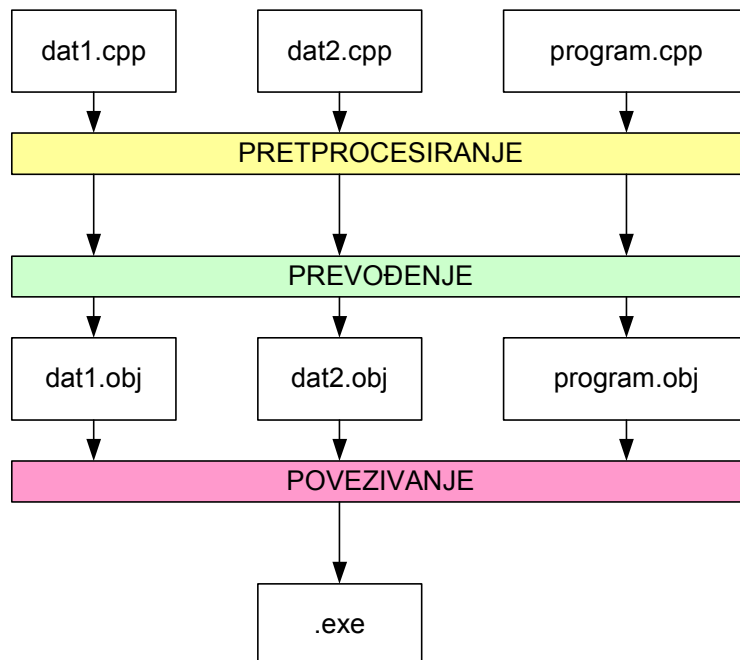 dat1.cpp
dat2.cpp
program.cpp
PRETPROCESIRANJE
PREVOĐENJE
dat1.obj
dat2.obj
program.obj
POVEZIVANJE
.exe